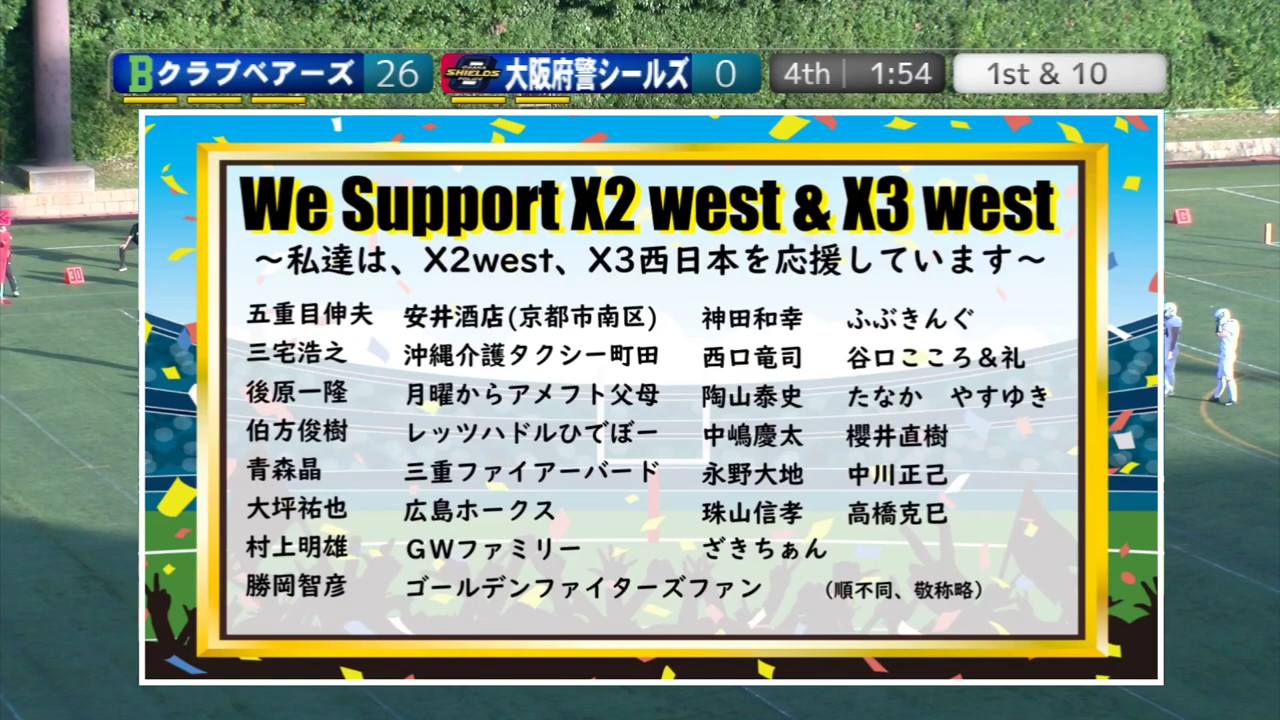 クラブベアーズ 26 OSAKA SHIELDS POLICE 大阪府警シールズ 0 4th 1:54 1st & 10
We Support X2 west & X3 west
～私達は、X2west、X3西日本を応援しています～
五重目伸夫 安井酒店(京都市南区) 神田和幸 ふぶきんぐ
三宅浩之 沖縄介護タクシー町田 西口竜司 谷口こころ＆礼
後原一隆 月曜からアメフト父母 陶山泰史 たなか　やすゆき
伯方俊樹 レッツハドルひでぼー 中嶋慶太 櫻井直樹
青森晶 三重ファイアーバード 永野大地 中川正己
大坪祐也 広島ホークス 珠山信孝 高橋克巳
村上明雄 GWファミリー ざきちぁん
勝岡智彦 ゴールデンファイターズファン （順不同、敬称略）
30
G